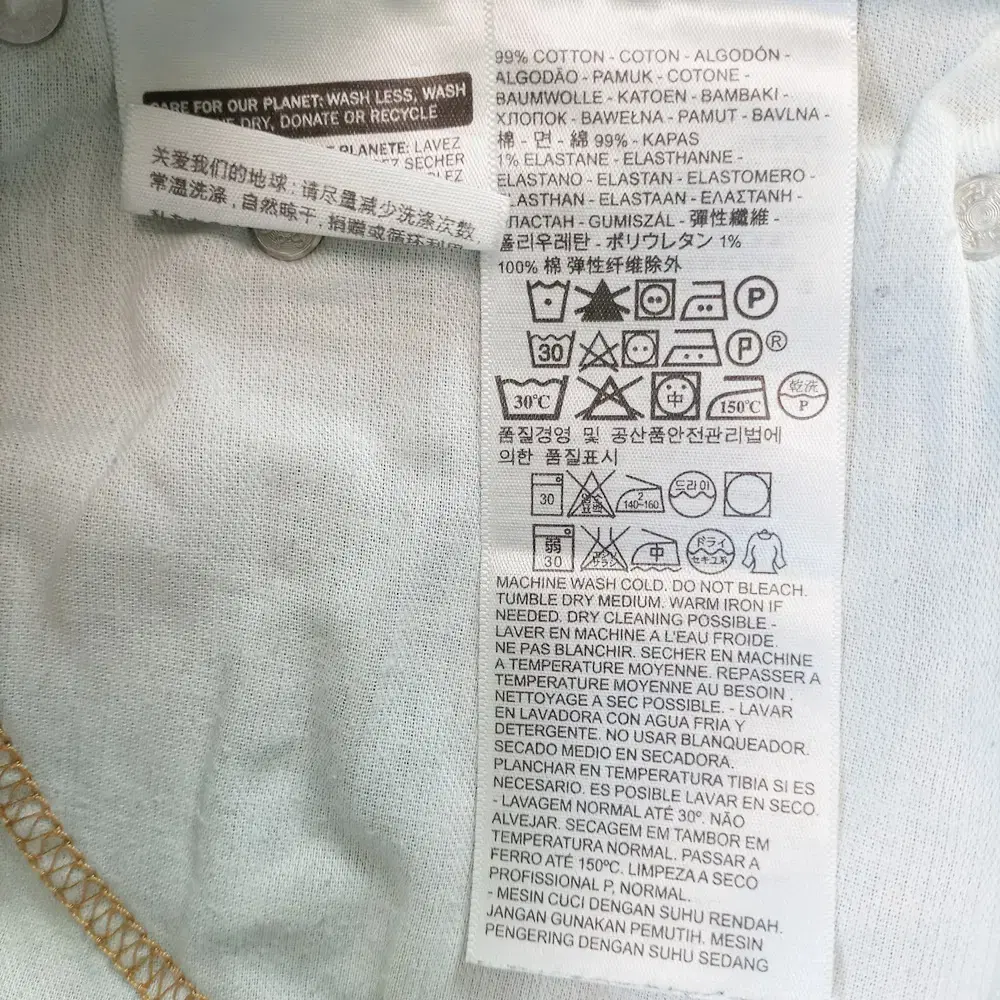 CARE FOR OUR PLANET: WASH LESS, WASH
DRY, DONATE OR RECYCLE
PLANETE: LAVEZ
SECHER
关爱我们的地球:请尽量减少洗涤次数
常温洗涤,自然晾干,捐赠或循环利用
99% COTTON - COTON - ALGODÓN -
ALGODÃO - PAMUK - COTONE -
BAUMWOLLE - KATOEN - BAMBAKI -
ХЛОПОК - BAWEŁNA - PAMUT - BAVLNA -
棉 - 면 - 綿 99% - KAPAS
1% ELASTANE - ELASTHANNE -
ELASTANO - ELASTAN - ELASTOMERO -
ELASTHAN - ELASTAAN - ΕΛΑΣΤΑΝΗ -
- GUMISZÁL - 彈性纖維 -
폴리우레탄 - ポリウレタン 1%
100% 棉 弹性纤维除外
P
30 P ®
30℃ 中 150℃ 乾洗 P
품질경영 및 공산품안전관리법에
의한 품질표시
30 2 140~160 드라이
弱 30 中 ドライ セキユ系
MACHINE WASH COLD. DO NOT BLEACH.
TUMBLE DRY MEDIUM. WARM IRON IF
NEEDED. DRY CLEANING POSSIBLE -
LAVER EN MACHINE A L'EAU FROIDE.
NE PAS BLANCHIR. SECHER EN MACHINE
A TEMPERATURE MOYENNE. REPASSER A
TEMPERATURE MOYENNE AU BESOIN .
NETTOYAGE A SEC POSSIBLE. - LAVAR
EN LAVADORA CON AGUA FRIA Y
DETERGENTE. NO USAR BLANQUEADOR.
SECADO MEDIO EN SECADORA.
PLANCHAR EN TEMPERATURA TIBIA SI ES
NECESARIO. ES POSIBLE LAVAR EN SECO.
- LAVAGEM NORMAL ATÉ 30º. NÃO
ALVEJAR. SECAGEM EM TAMBOR EM
TEMPERATURA NORMAL. PASSAR A
FERRO ATÉ 150ºC. LIMPEZA A SECO
PROFISSIONAL P, NORMAL.
- MESIN CUCI DENGAN SUHU RENDAH.
JANGAN GUNAKAN PEMUTIH. MESIN
PENGERING DENGAN SUHU SEDANG